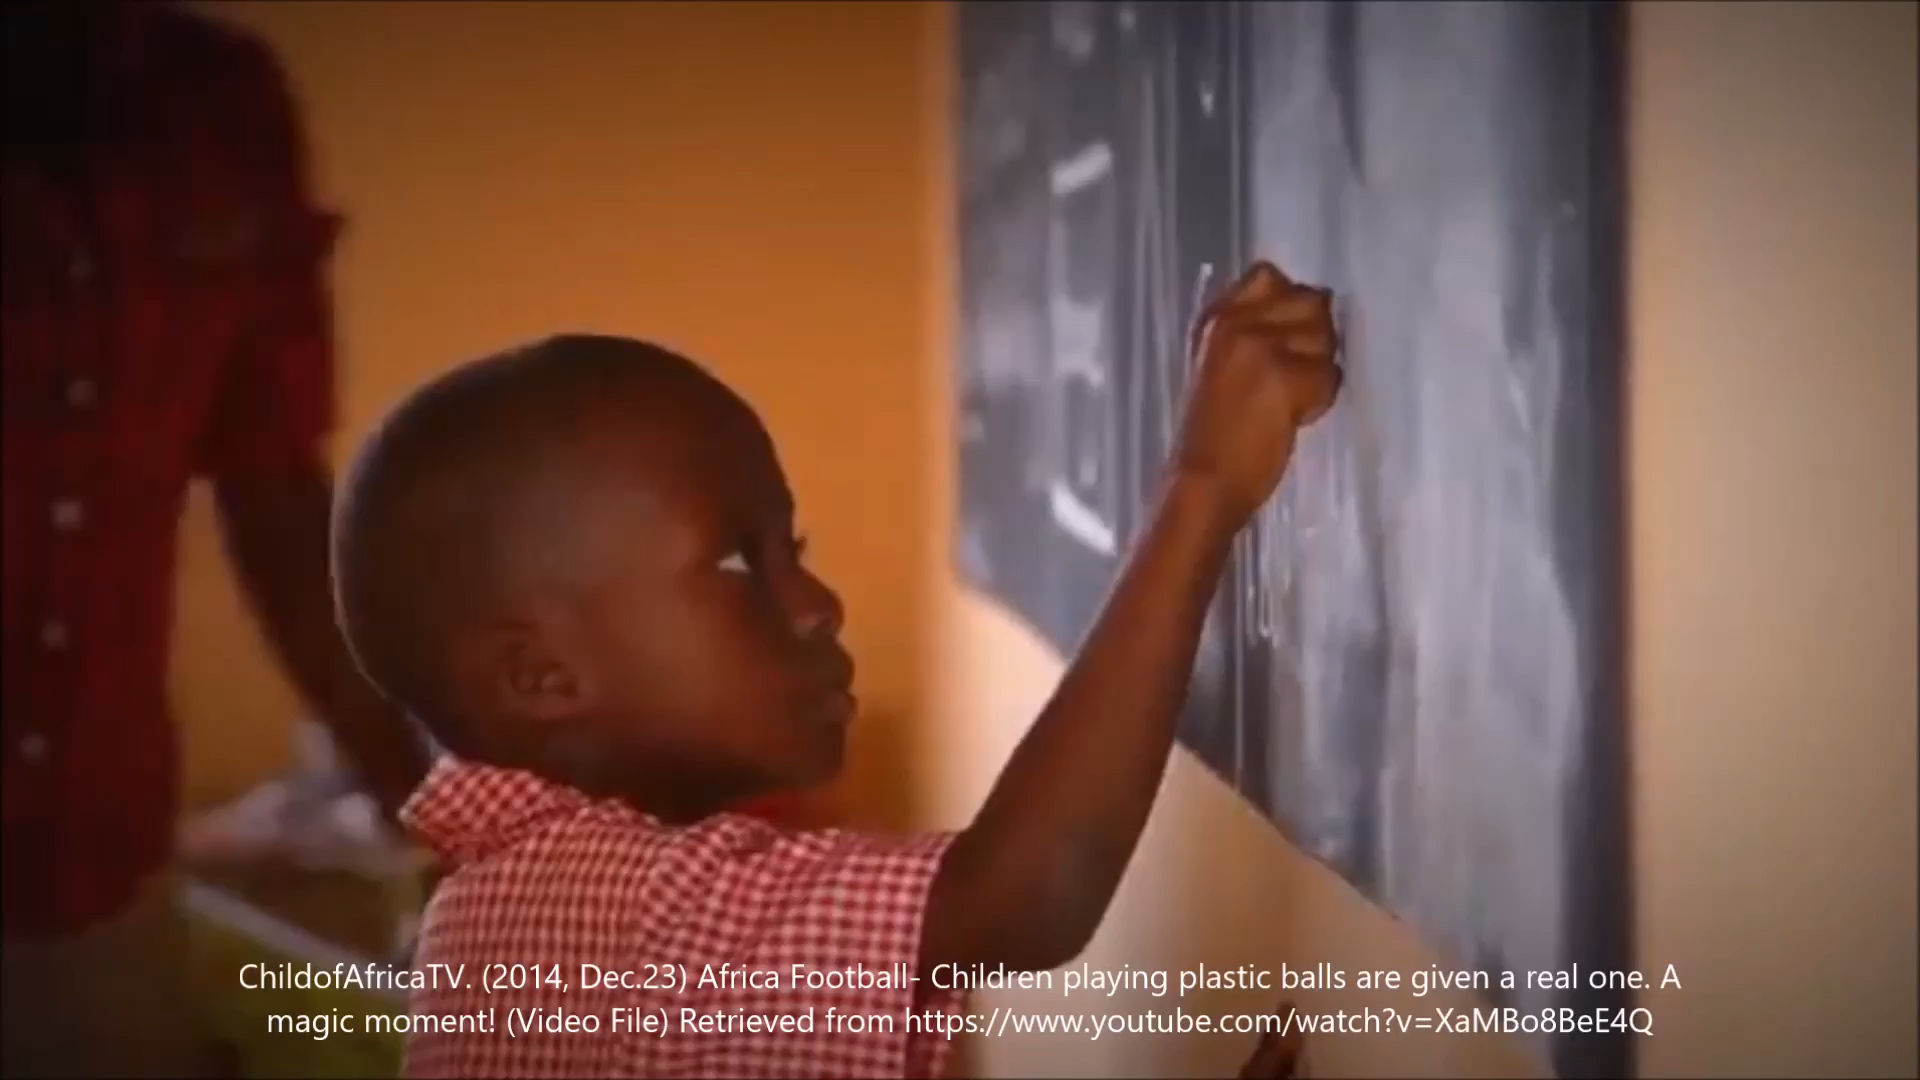 ChildofAfricaTV. (2014, Dec.23) Africa Football- Children playing plastic balls are given a real one. A
magic moment! (Video File) Retrieved from https://www.youtube.com/watch?v=XaMBo8BeE4Q